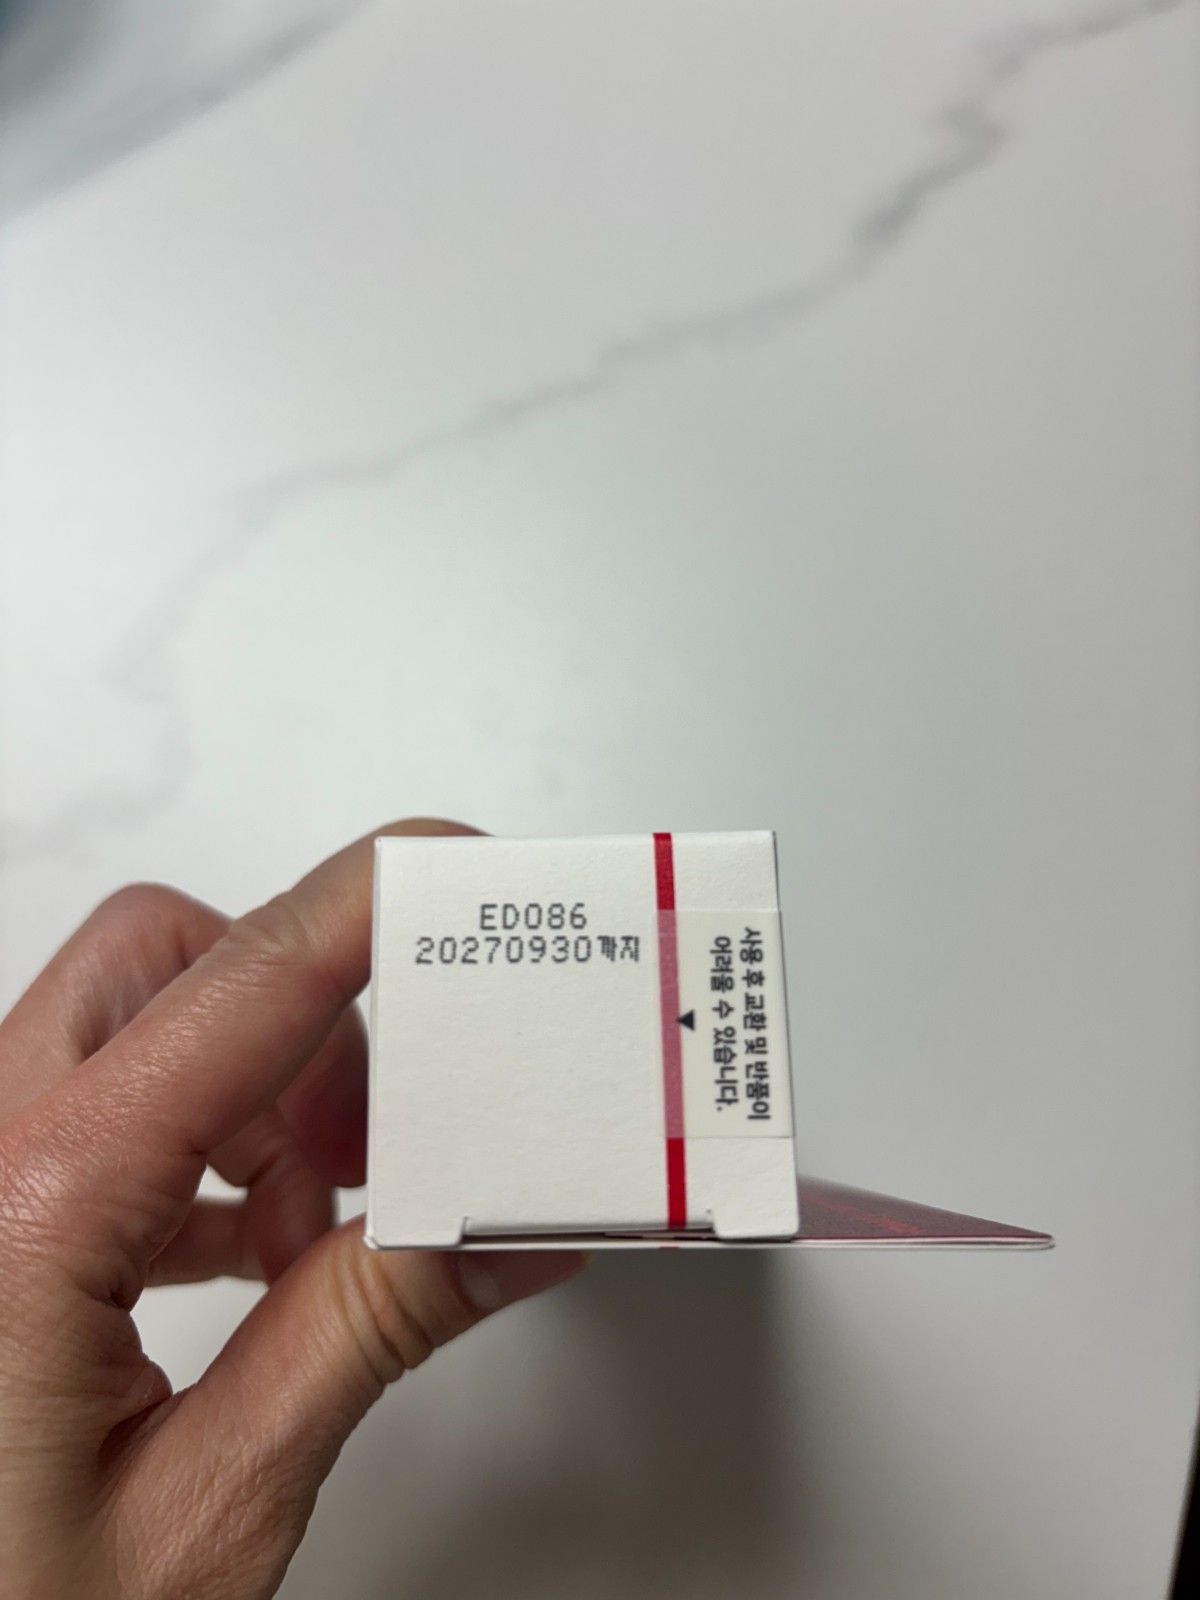 ED086
20270930까지
사용 후 교환 및 반품이
어려울 수 있습니다.